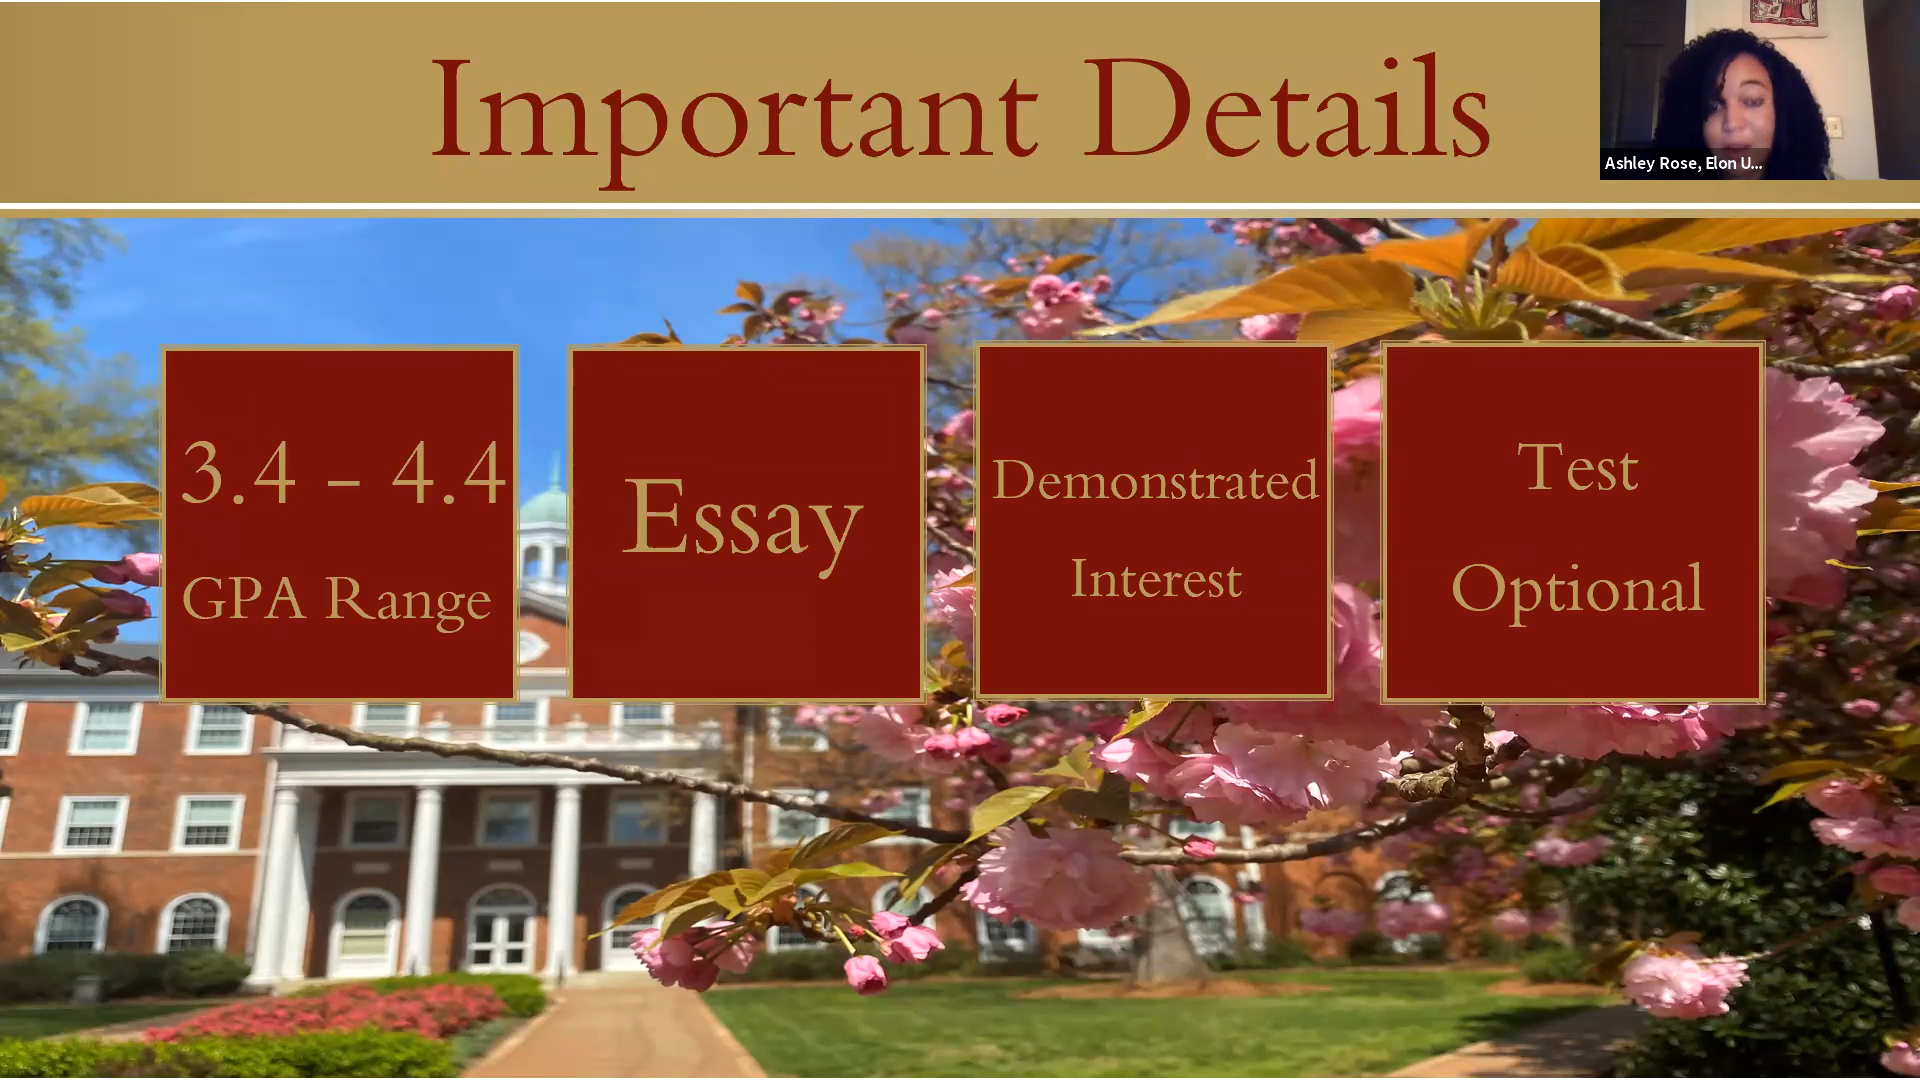 Important Details
Ashley Rose, Elon U...
3.4 - 4.4
GPA Range
Essay
Demonstrated
Interest
Test
Optional